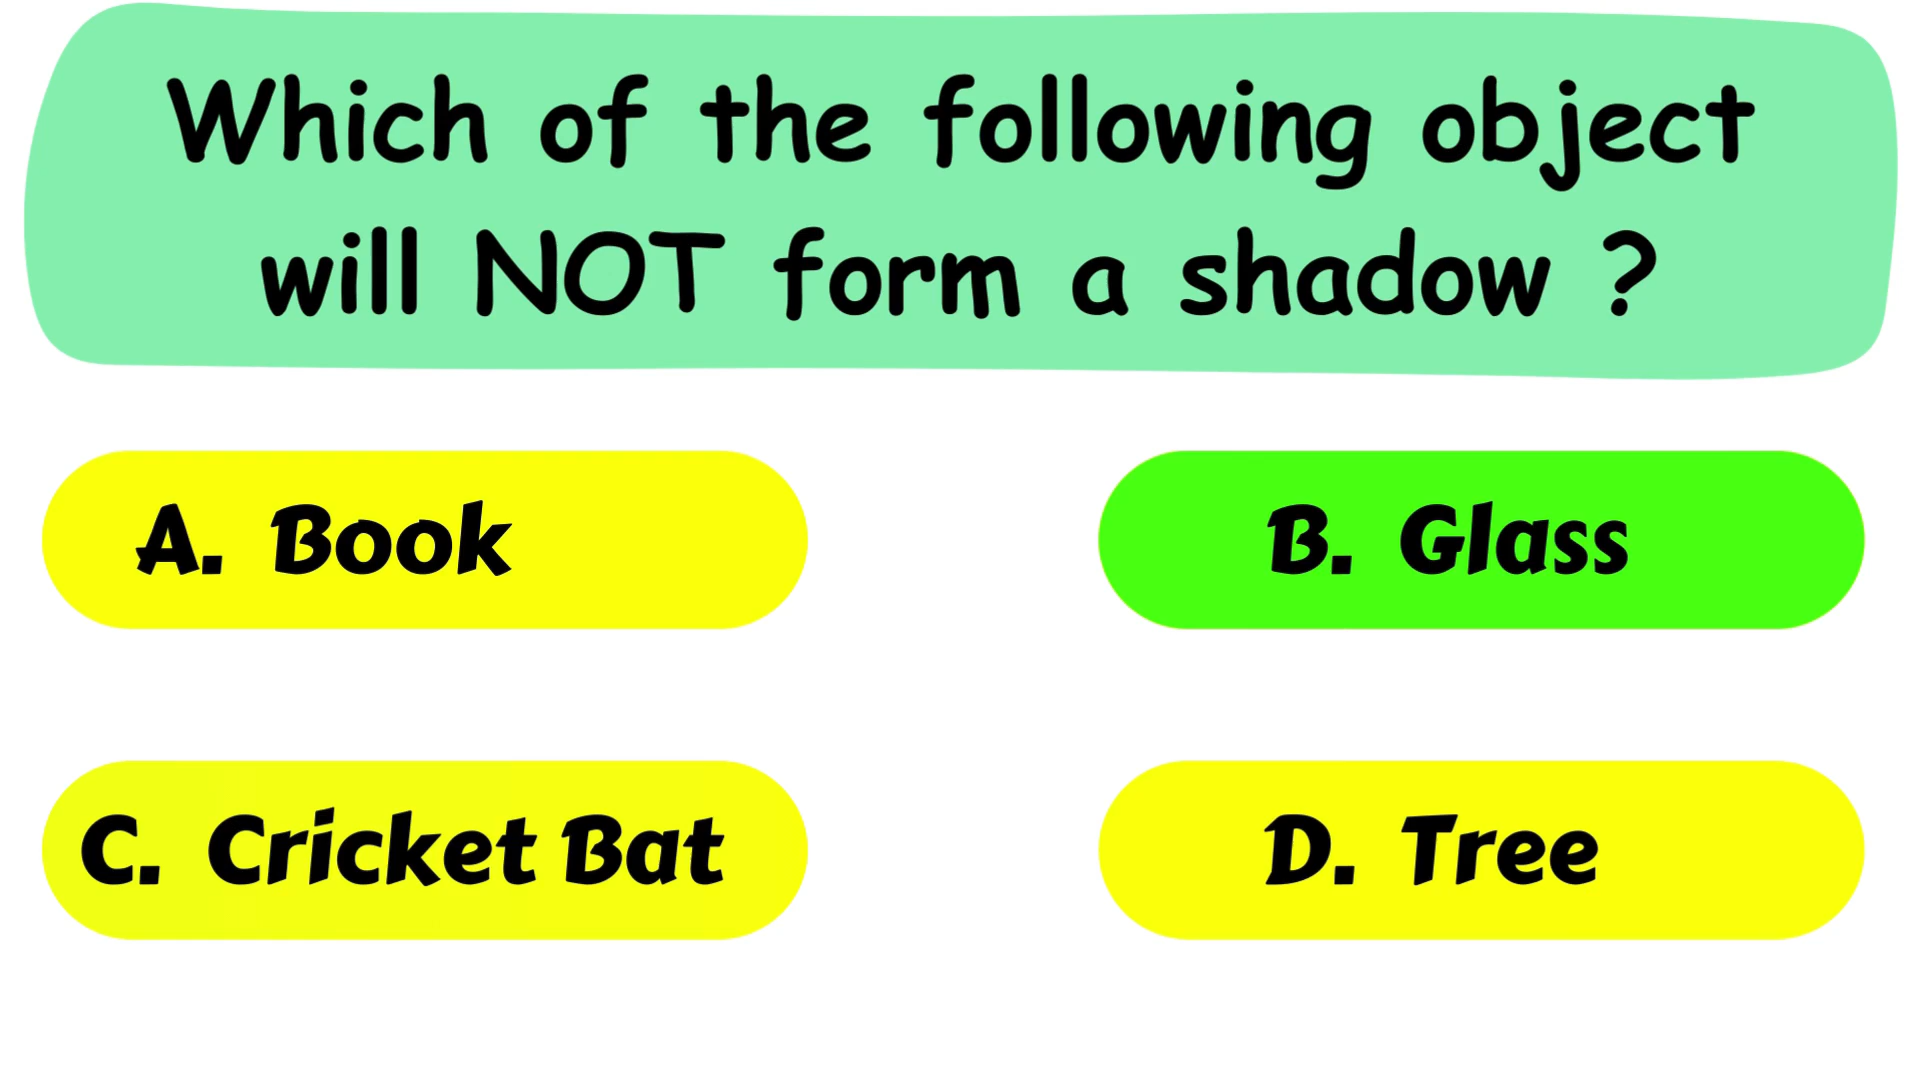 Which of the following object
will NOT form a shadow ?
A. Book
B. Glass
C. Cricket Bat
D. Tree